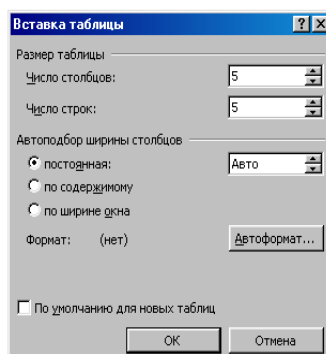 Вставка таблицы
Размер таблицы
Число столбцов: 5
Число строк: 5
Автоподбор ширины столбцов
постоянная: Авто
по содержимому
по ширине окна
Формат: (нет) Автоформат...
По умолчанию для новых таблиц
ОК Отмена